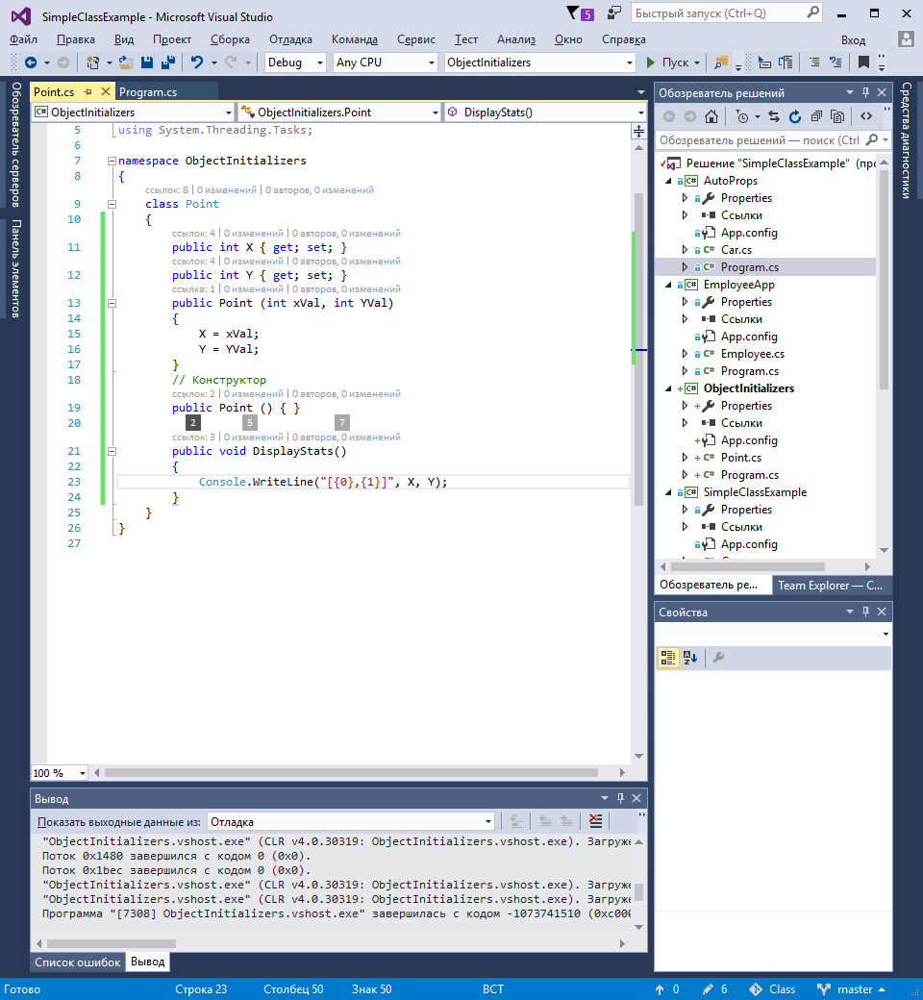 SimpleClassExample - Microsoft Visual Studio
5
Быстрый запуск (Ctrl+Q)
Файл Правка Вид Проект Сборка Отладка Команда Сервис Тест Анализ Окно Справка Вход
Debug Any CPU ObjectInitializers Пуск
Обозреватель серверов
Панель элементов
Point.cs Program.cs
ObjectInitializers ObjectInitializers.Point DisplayStats()
5 using System.Threading.Tasks;
6
7 namespace ObjectInitializers
8 {
ссылок: 8 | 0 изменений | 0 авторов, 0 изменений
9 class Point
10 {
ссылок: 4 | 0 изменений | 0 авторов, 0 изменений
11 public int X { get; set; }
ссылок: 4 | 0 изменений | 0 авторов, 0 изменений
12 public int Y { get; set; }
ссылка: 1 | 0 изменений | 0 авторов, 0 изменений
13 public Point (int xVal, int YVal)
14 {
15 X = xVal;
16 Y = YVal;
17 }
18 // Конструктор
ссылок: 2 | 0 изменений | 0 авторов, 0 изменений
19 public Point () { }
20 2 5 7
ссылок: 3 | 0 изменений | 0 авторов, 0 изменений
21 public void DisplayStats()
22 {
23 Console.WriteLine("[{0},{1}]", X, Y);
24 }
25 }
26 }
27
100 %
Обозреватель решений
Обозреватель решений — поиск (Ctrl
Решение "SimpleClassExample" (про
AutoProps
Properties
Ссылки
App.config
Car.cs
Program.cs
EmployeeApp
Properties
Ссылки
App.config
Employee.cs
Program.cs
ObjectInitializers
Properties
Ссылки
App.config
Point.cs
Program.cs
SimpleClassExample
Properties
Ссылки
App.config
Обозреватель ре... Team Explorer — C...
Свойства
Средства диагностики
Вывод
Показать выходные данные из: Отладка
"ObjectInitializers.vshost.exe" (CLR v4.0.30319: ObjectInitializers.vshost.exe). Загруже
Поток 0x1480 завершился с кодом 0 (0x0).
Поток 0x1bec завершился с кодом 0 (0x0).
"ObjectInitializers.vshost.exe" (CLR v4.0.30319: ObjectInitializers.vshost.exe). Загруже
"ObjectInitializers.vshost.exe" (CLR v4.0.30319: ObjectInitializers.vshost.exe). Загруже
Программа "[7308] ObjectInitializers.vshost.exe" завершилась с кодом -1073741510 (0xc000
Список ошибок Вывод
Готово Строка 23 Столбец 50 Знак 50 ВСТ 0 6 Class master